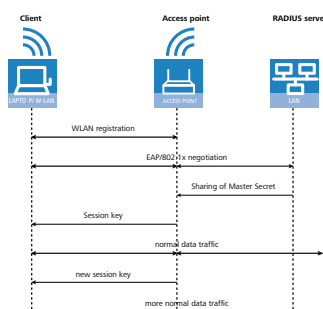 Client
Access point
RADIUS serve
LAPTO P/ W-LAN
ACCESS POINT
LAN
WLAN registration
EAP/802.1x negotiation
Sharing of Master Secret
Session key
normal data traffic
new session key
more normal data traffic